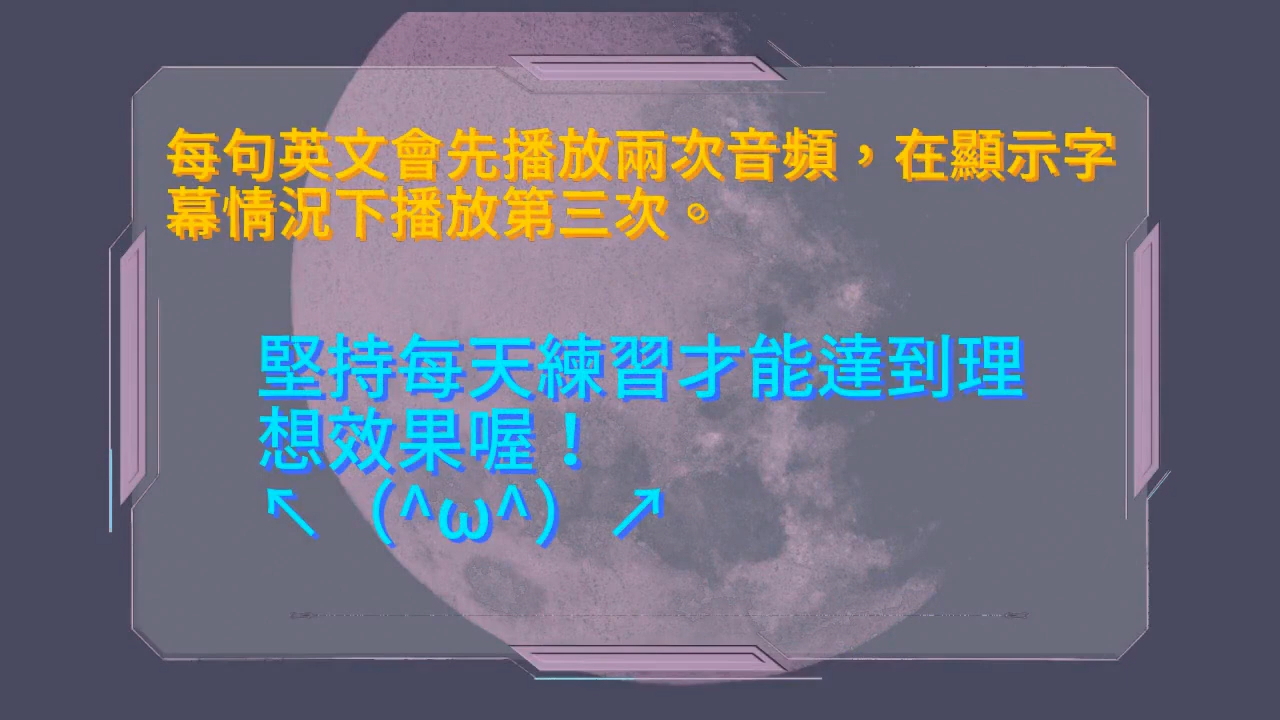 每句英文會先播放兩次音頻，在顯示字
幕情況下播放第三次。
堅持每天練習才能達到理
想效果喔！
↖（^ω^）↗